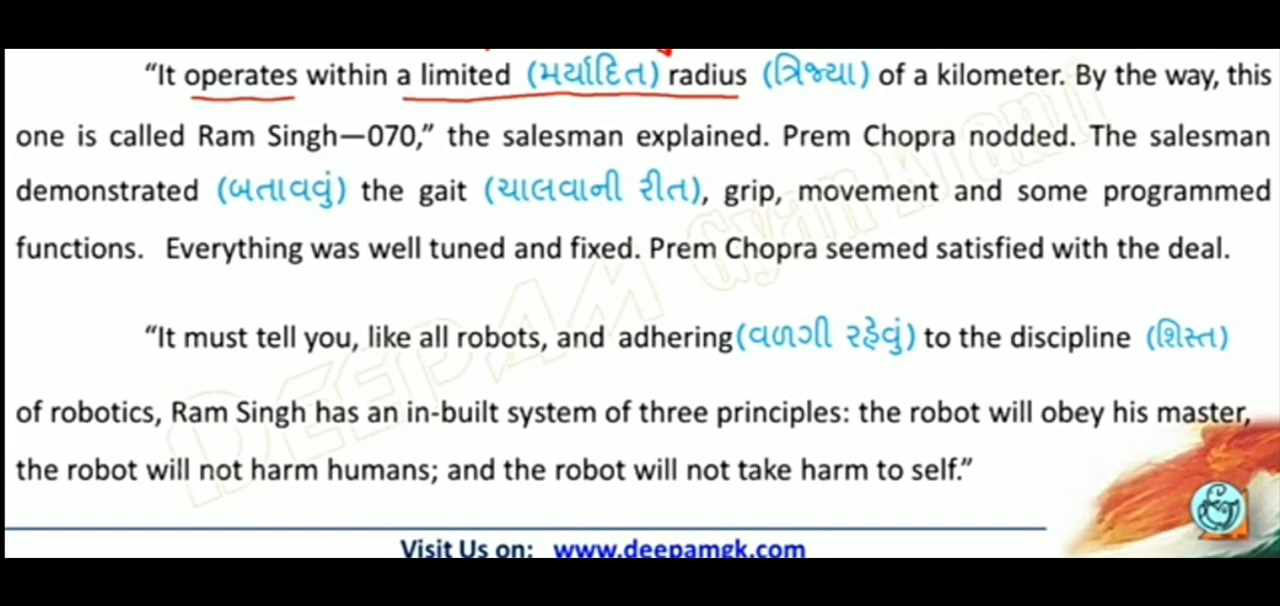 “It operates within a limited (મર્યાદિત) radius (ત્રિજ્યા) of a kilometer. By the way, this
one is called Ram Singh—070,” the salesman explained. Prem Chopra nodded. The salesman
demonstrated (બતાવવું) the gait (ચાલવાની રીત), grip, movement and some programmed
functions. Everything was well tuned and fixed. Prem Chopra seemed satisfied with the deal.
“It must tell you, like all robots, and adhering(વળગી રહેવું) to the discipline (શિસ્ત)
of robotics, Ram Singh has an in-built system of three principles: the robot will obey his master,
the robot will not harm humans; and the robot will not take harm to self.”
DEEPAM Gyan Mani
Visit Us on: www.deepamgk.com